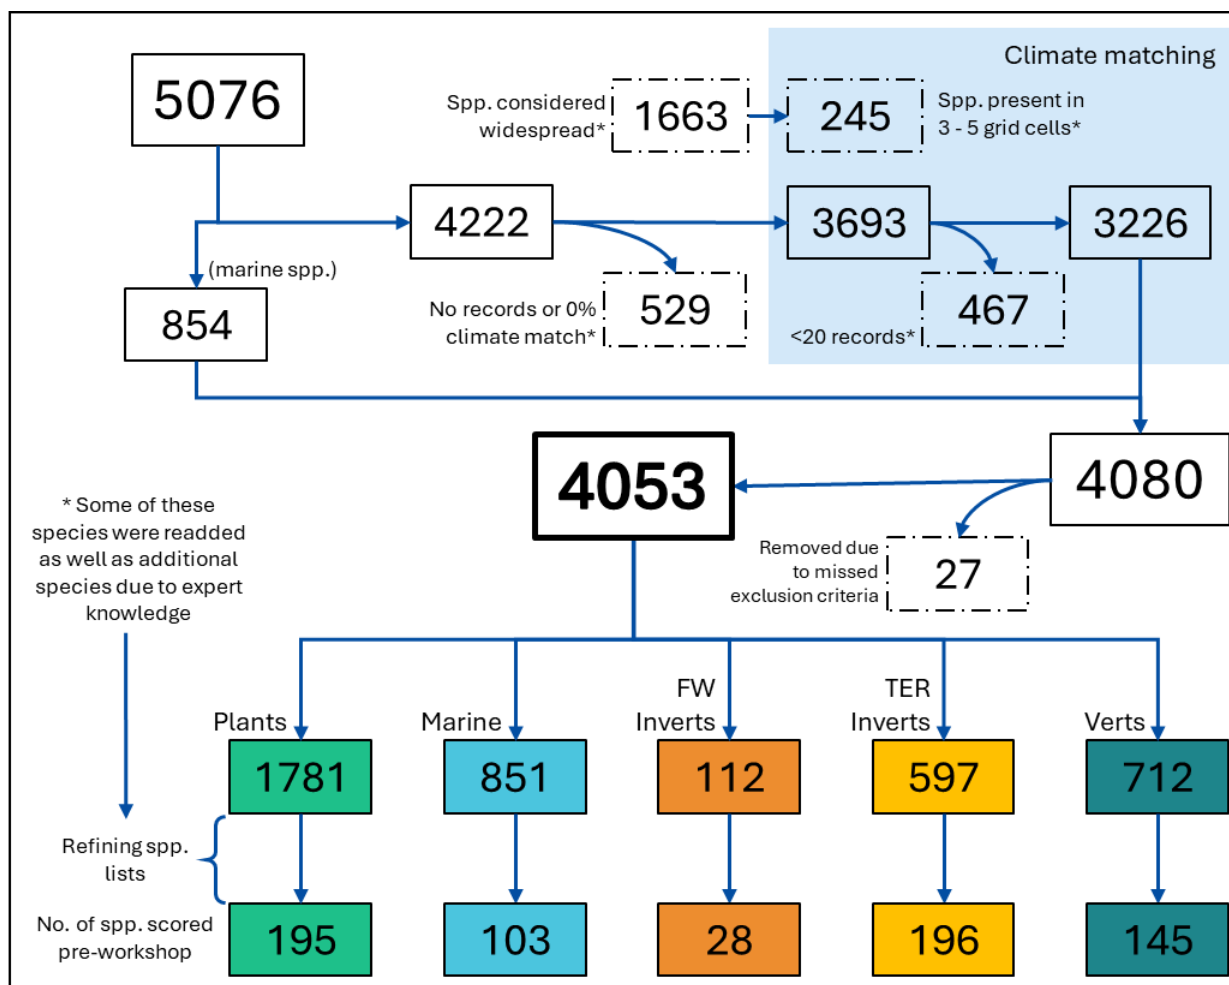 Climate matching
5076
Spp. considered
widespread*
1663
245
Spp. present in
3 - 5 grid cells*
4222
3693
3226
(marine spp.)
854
No records or 0%
climate match*
529
<20 records*
467
4053
4080
* Some of these
species were readded
as well as additional
species due to expert
knowledge
Removed due
to missed
exclusion criteria
27
Plants
Marine
FW
Inverts
TER
Inverts
Verts
1781
851
112
597
712
Refining spp.
lists
No. of spp. scored
pre-workshop
195
103
28
196
145